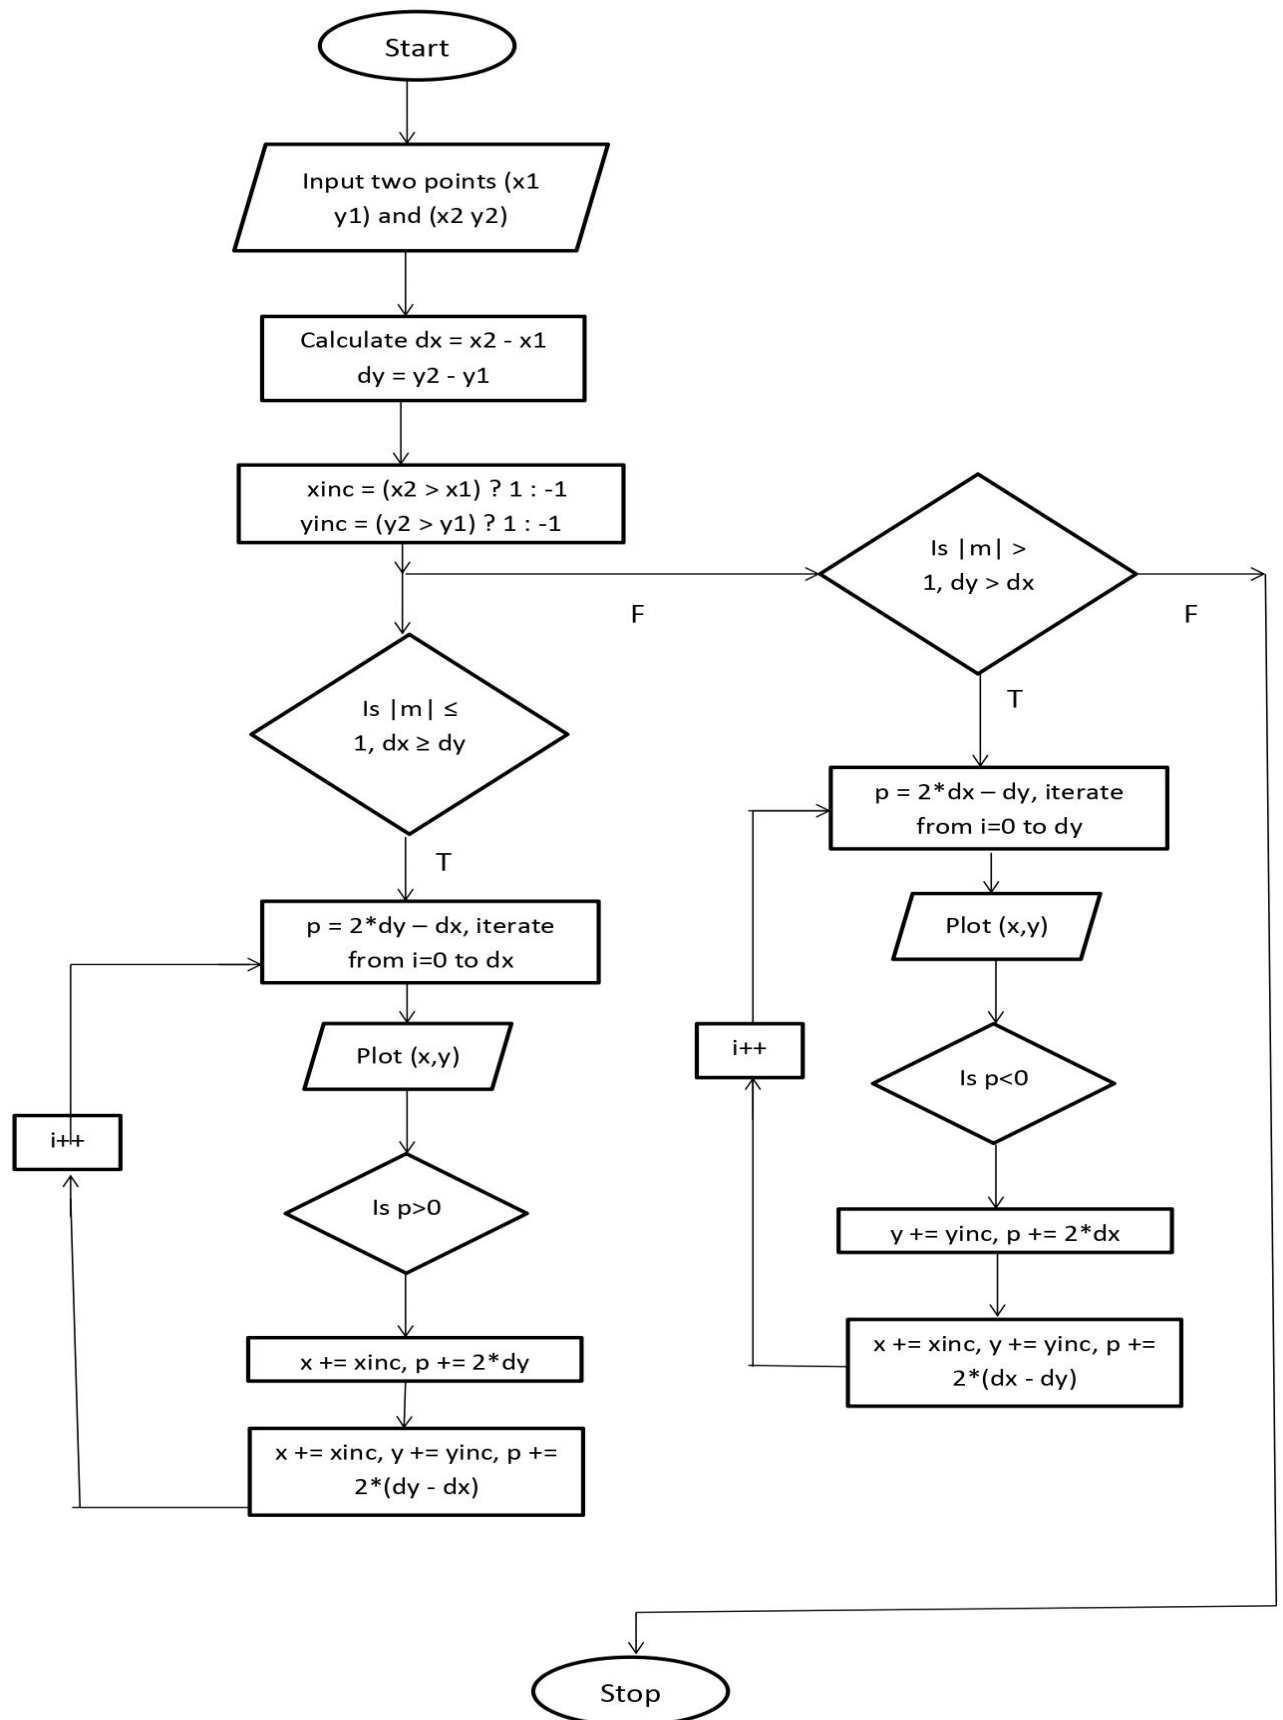 Start
Input two points (x1
y1) and (x2 y2)
Calculate dx = x2 - x1
dy = y2 - y1
xinc = (x2 > x1) ? 1 : -1
yinc = (y2 > y1) ? 1 : -1
Is |m| ≤
1, dx ≥ dy
T
p = 2*dy – dx, iterate
from i=0 to dx
Plot (x,y)
Is p>0
x += xinc, p += 2*dy
x += xinc, y += yinc, p +=
2*(dy - dx)
i++
F
Is |m| >
1, dy > dx
F
T
p = 2*dx – dy, iterate
from i=0 to dy
Plot (x,y)
Is p<0
y += yinc, p += 2*dx
x += xinc, y += yinc, p +=
2*(dx - dy)
i++
Stop